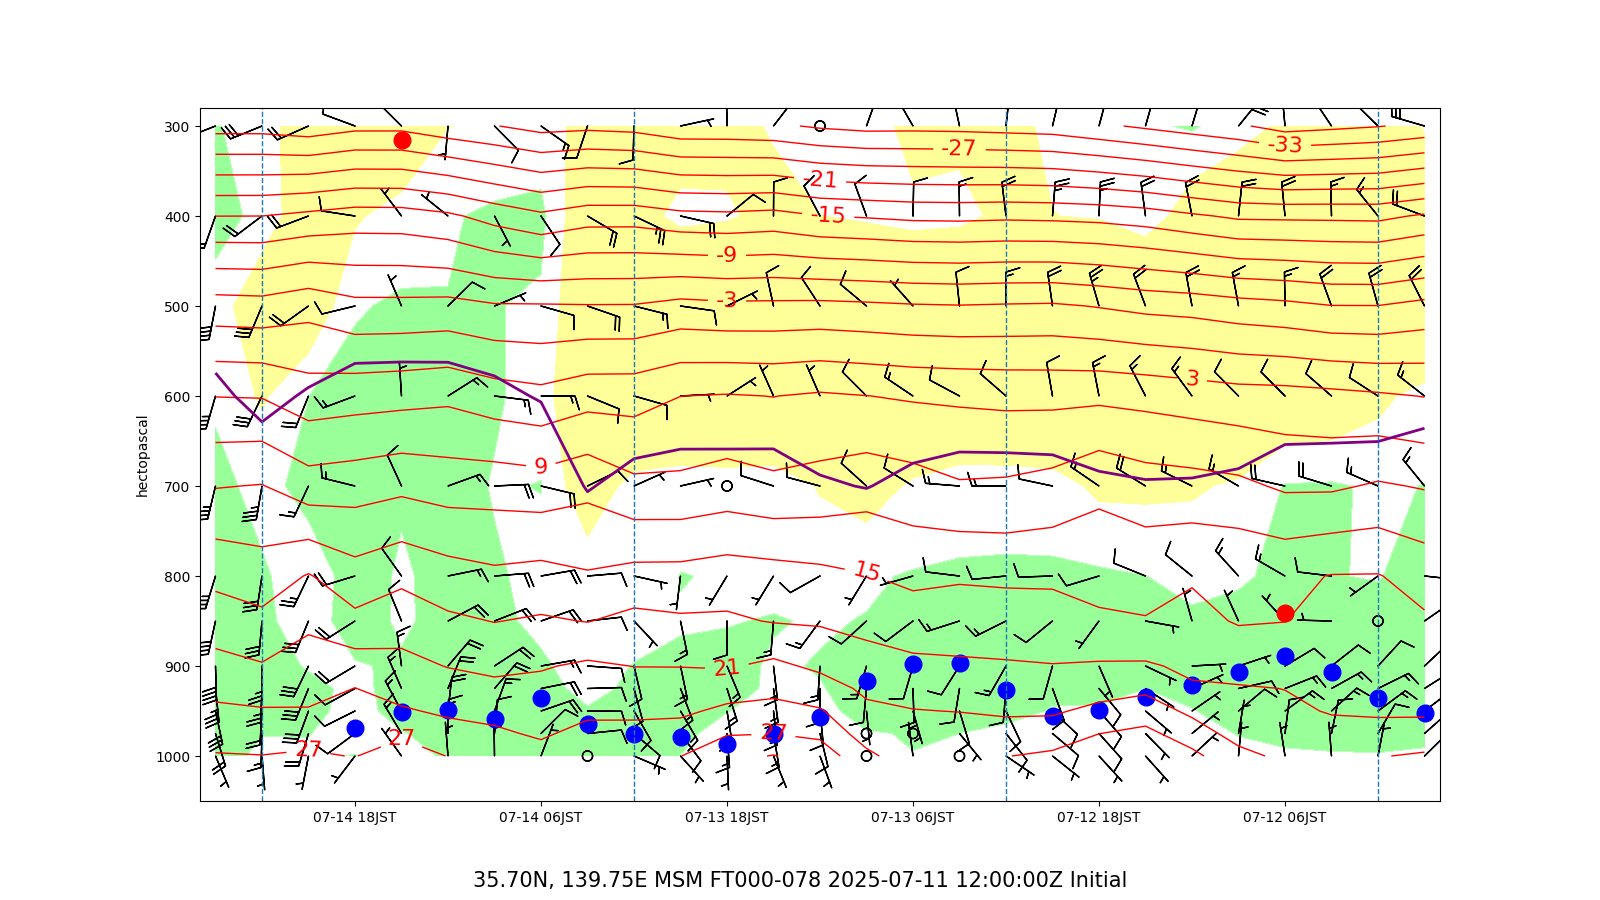 300
-27
-33
-21
400
-15
-9
500
-3
3
600
9
700
15
800
21
900
27
27
27
1000
hectopascal
07-14 18JST
07-14 06JST
07-13 18JST
07-13 06JST
07-12 18JST
07-12 06JST
35.70N, 139.75E MSM FT000-078 2025-07-11 12:00:00Z Initial